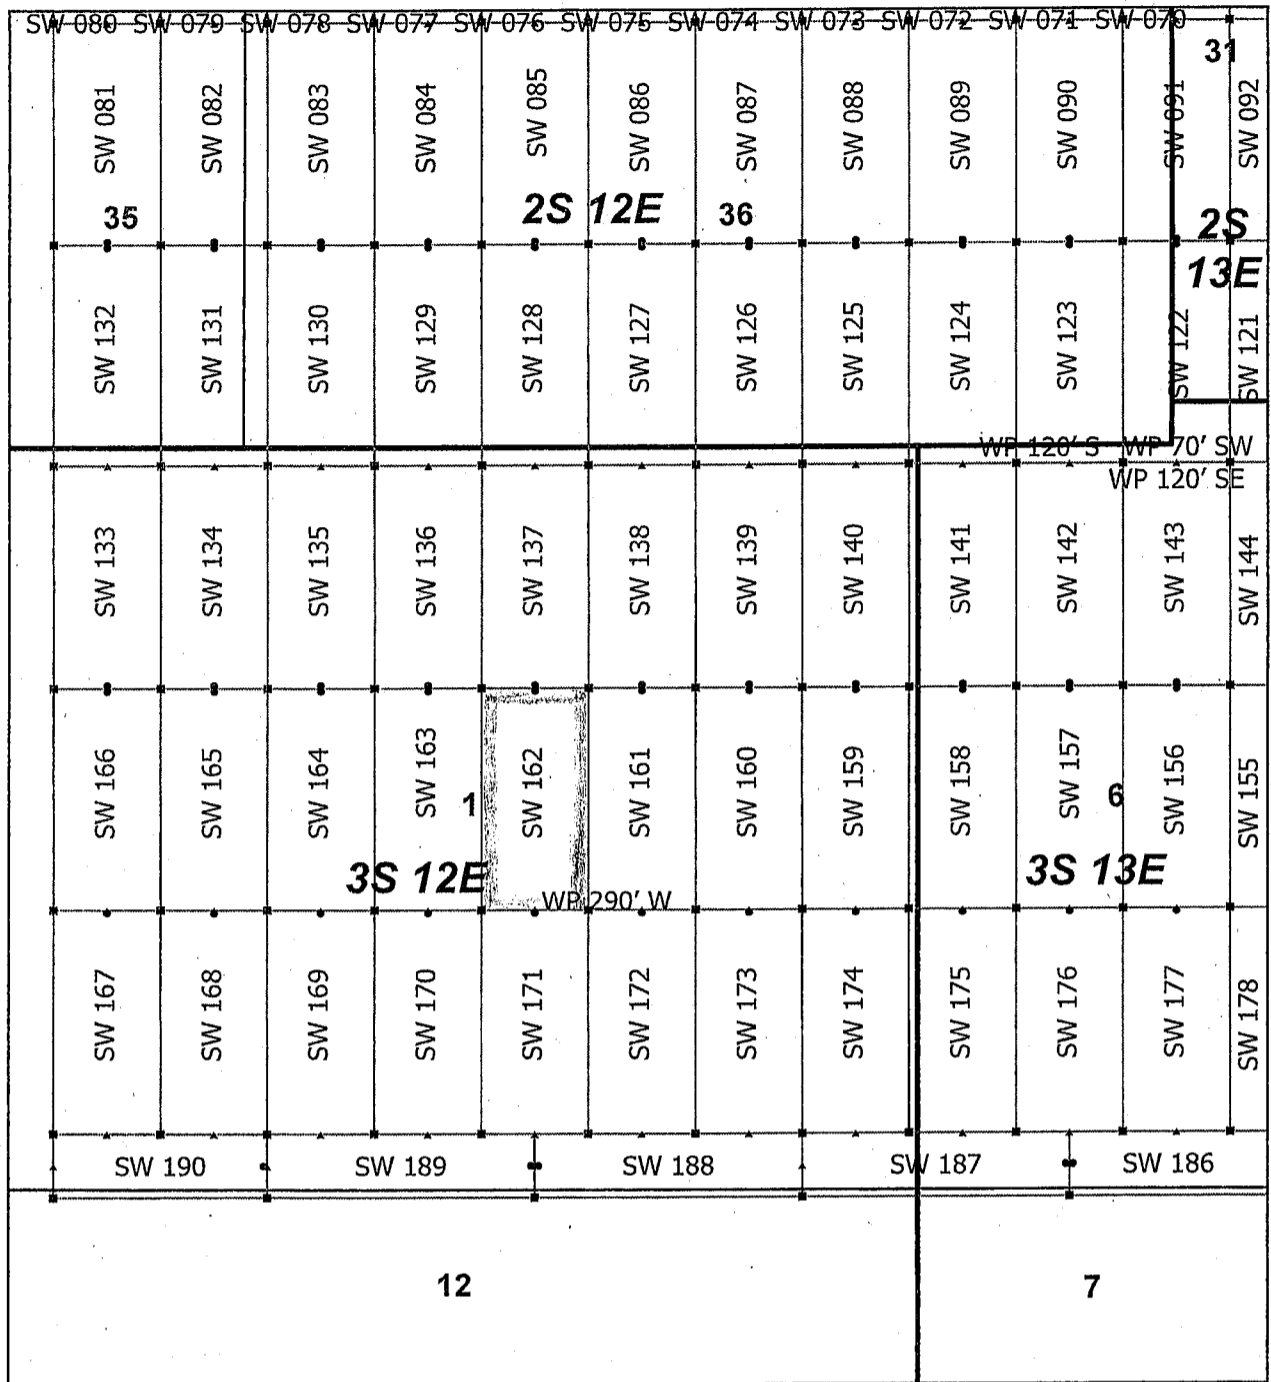 SW 080 SW 079 SW 078 SW 077 SW 076 SW 075 SW 074 SW 073 SW 072 SW 071 SW 070
31
SW 081 SW 082 SW 083 SW 084 SW 085 SW 086 SW 087 SW 088 SW 089 SW 090 SW 091 SW 092
35 2S 12E 36 2S
13E
SW 132 SW 131 SW 130 SW 129 SW 128 SW 127 SW 126 SW 125 SW 124 SW 123 SW 122 SW 121
WP 120' S WP 70' SW
WP 120' SE
SW 133 SW 134 SW 135 SW 136 SW 137 SW 138 SW 139 SW 140 SW 141 SW 142 SW 143 SW 144
SW 166 SW 165 SW 164 SW 163 SW 162 SW 161 SW 160 SW 159 SW 158 SW 157 SW 156 SW 155
1 6
3S 12E 3S 13E
WP 290' W
SW 167 SW 168 SW 169 SW 170 SW 171 SW 172 SW 173 SW 174 SW 175 SW 176 SW 177 SW 178
SW 190 SW 189 SW 188 SW 187 SW 186
12 7